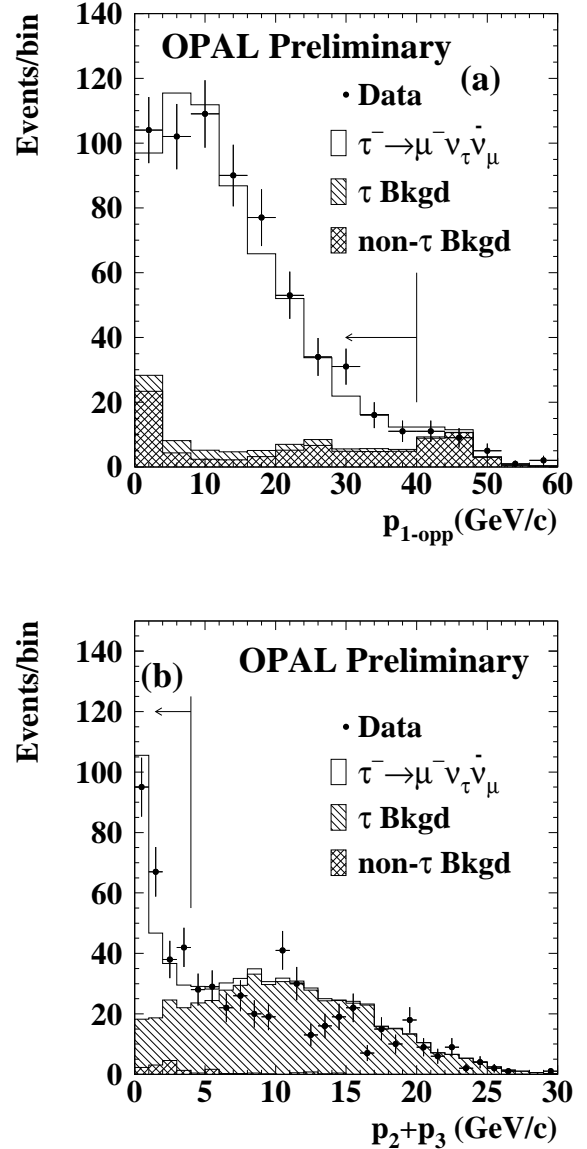 Events/bin
OPAL Preliminary
(a)
Data
τ⁻→μ⁻ν_τν̄_μ
τ Bkgd
non-τ Bkgd
0 20 40 60 80 100 120 140
0 10 20 30 40 50 60
p₁₋ₒₚₚ(GeV/c)
Events/bin
OPAL Preliminary
(b)
Data
τ⁻→μ⁻ν_τν̄_μ
τ Bkgd
non-τ Bkgd
0 20 40 60 80 100 120 140
0 5 10 15 20 25 30
p₂+p₃ (GeV/c)